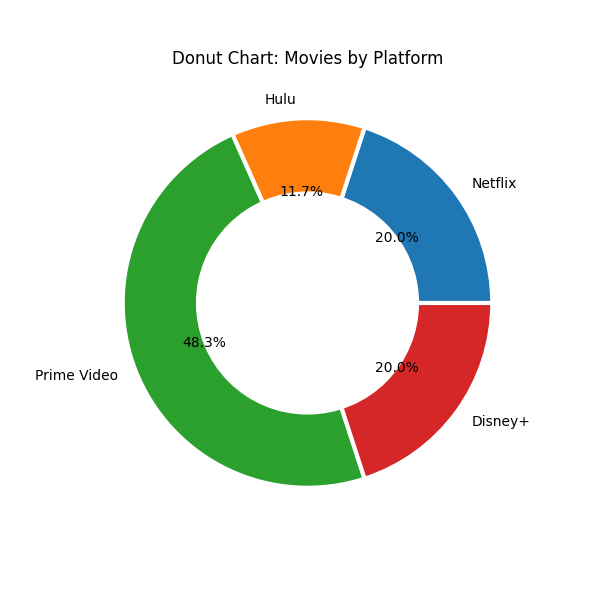 Donut Chart: Movies by Platform
Hulu
Netflix
11.7%
20.0%
48.3%
20.0%
Prime Video
Disney+